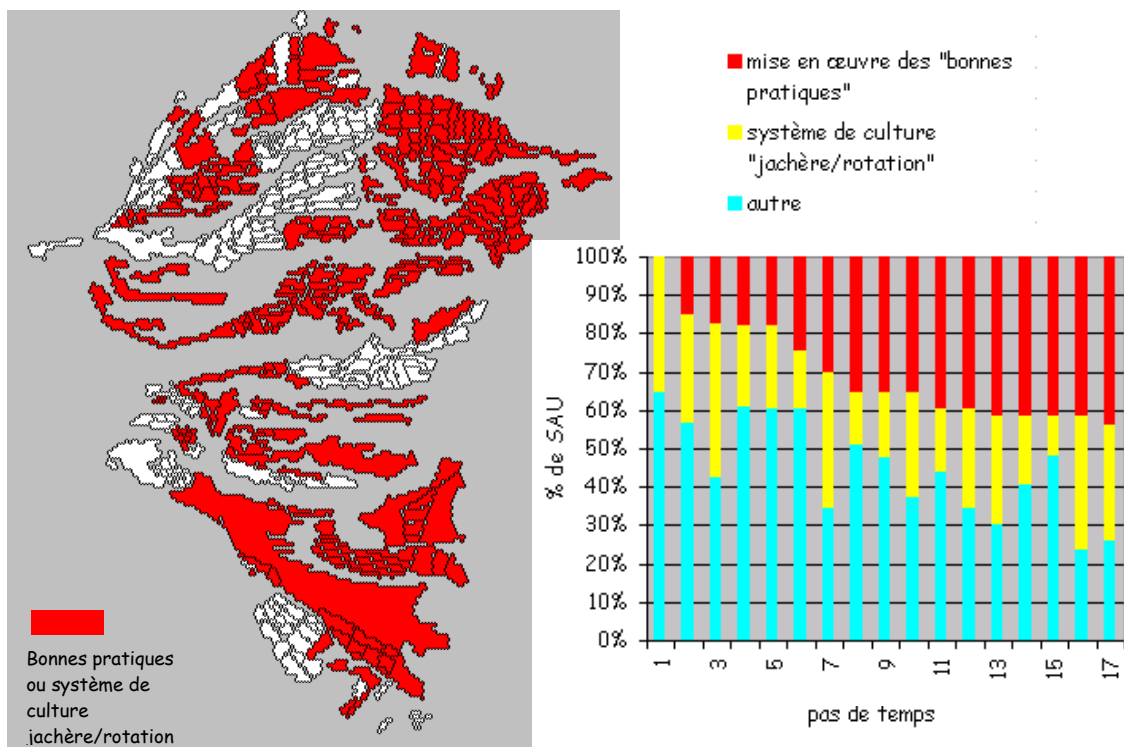 mise en œuvre des "bonnes
pratiques"
système de culture
"jachère/rotation"
autre
100%
90%
80%
70%
60%
50%
40%
30%
20%
10%
0%
% de SAU
1
3
5
7
9
11
13
15
17
pas de temps
Bonnes pratiques
ou système de
culture
jachère/rotation